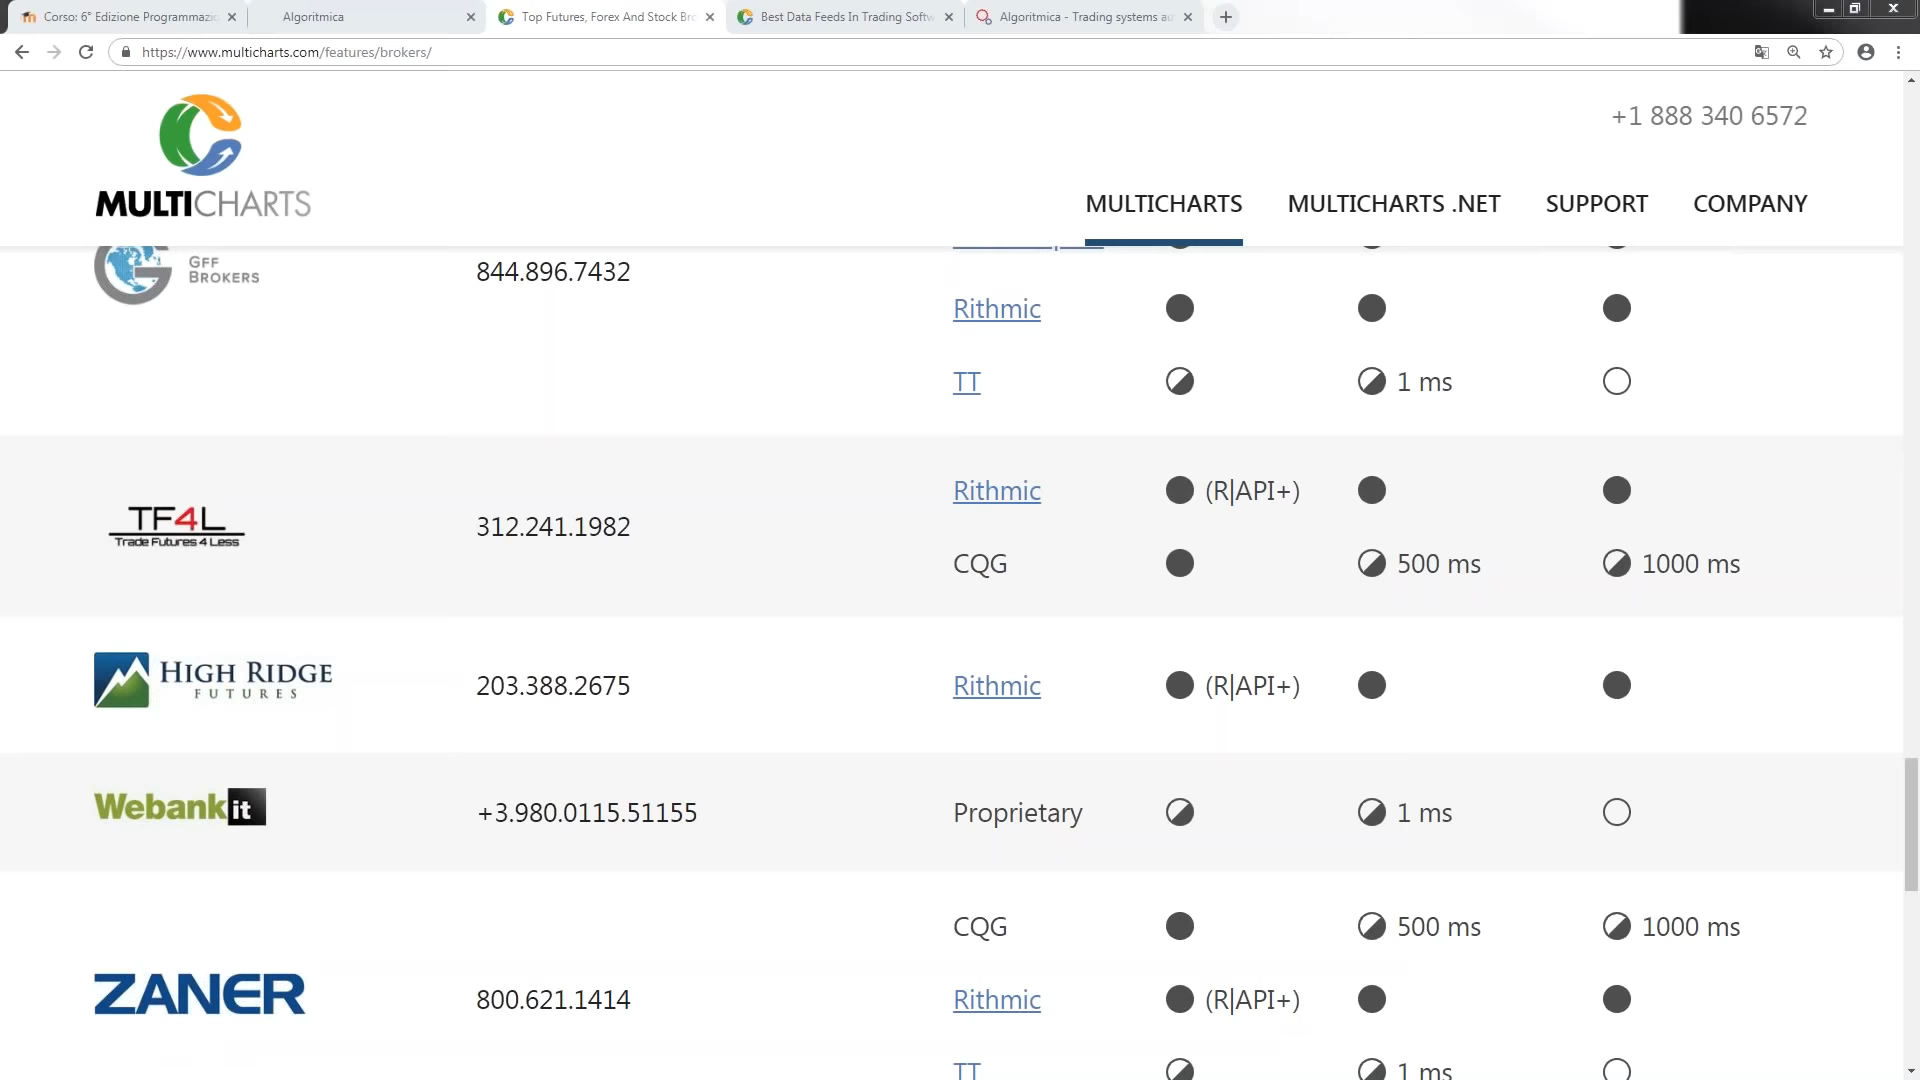 Corso: 6° Edizione Programmazio
Algoritmica
Top Futures, Forex And Stock Bro
Best Data Feeds In Trading Softw
Algoritmica - Trading systems au
https://www.multicharts.com/features/brokers/
MULTICHARTS
+1 888 340 6572
MULTICHARTS
MULTICHARTS .NET
SUPPORT
COMPANY
GFF
BROKERS
844.896.7432
Rithmic
TT
1 ms
TF4L
Trade Futures 4 Less
312.241.1982
Rithmic
(R|API+)
CQG
500 ms
1000 ms
HIGH RIDGE
FUTURES
203.388.2675
Rithmic
(R|API+)
Webankit
+3.980.0115.51155
Proprietary
1 ms
ZANER
800.621.1414
CQG
500 ms
1000 ms
Rithmic
(R|API+)
TT
1 ms